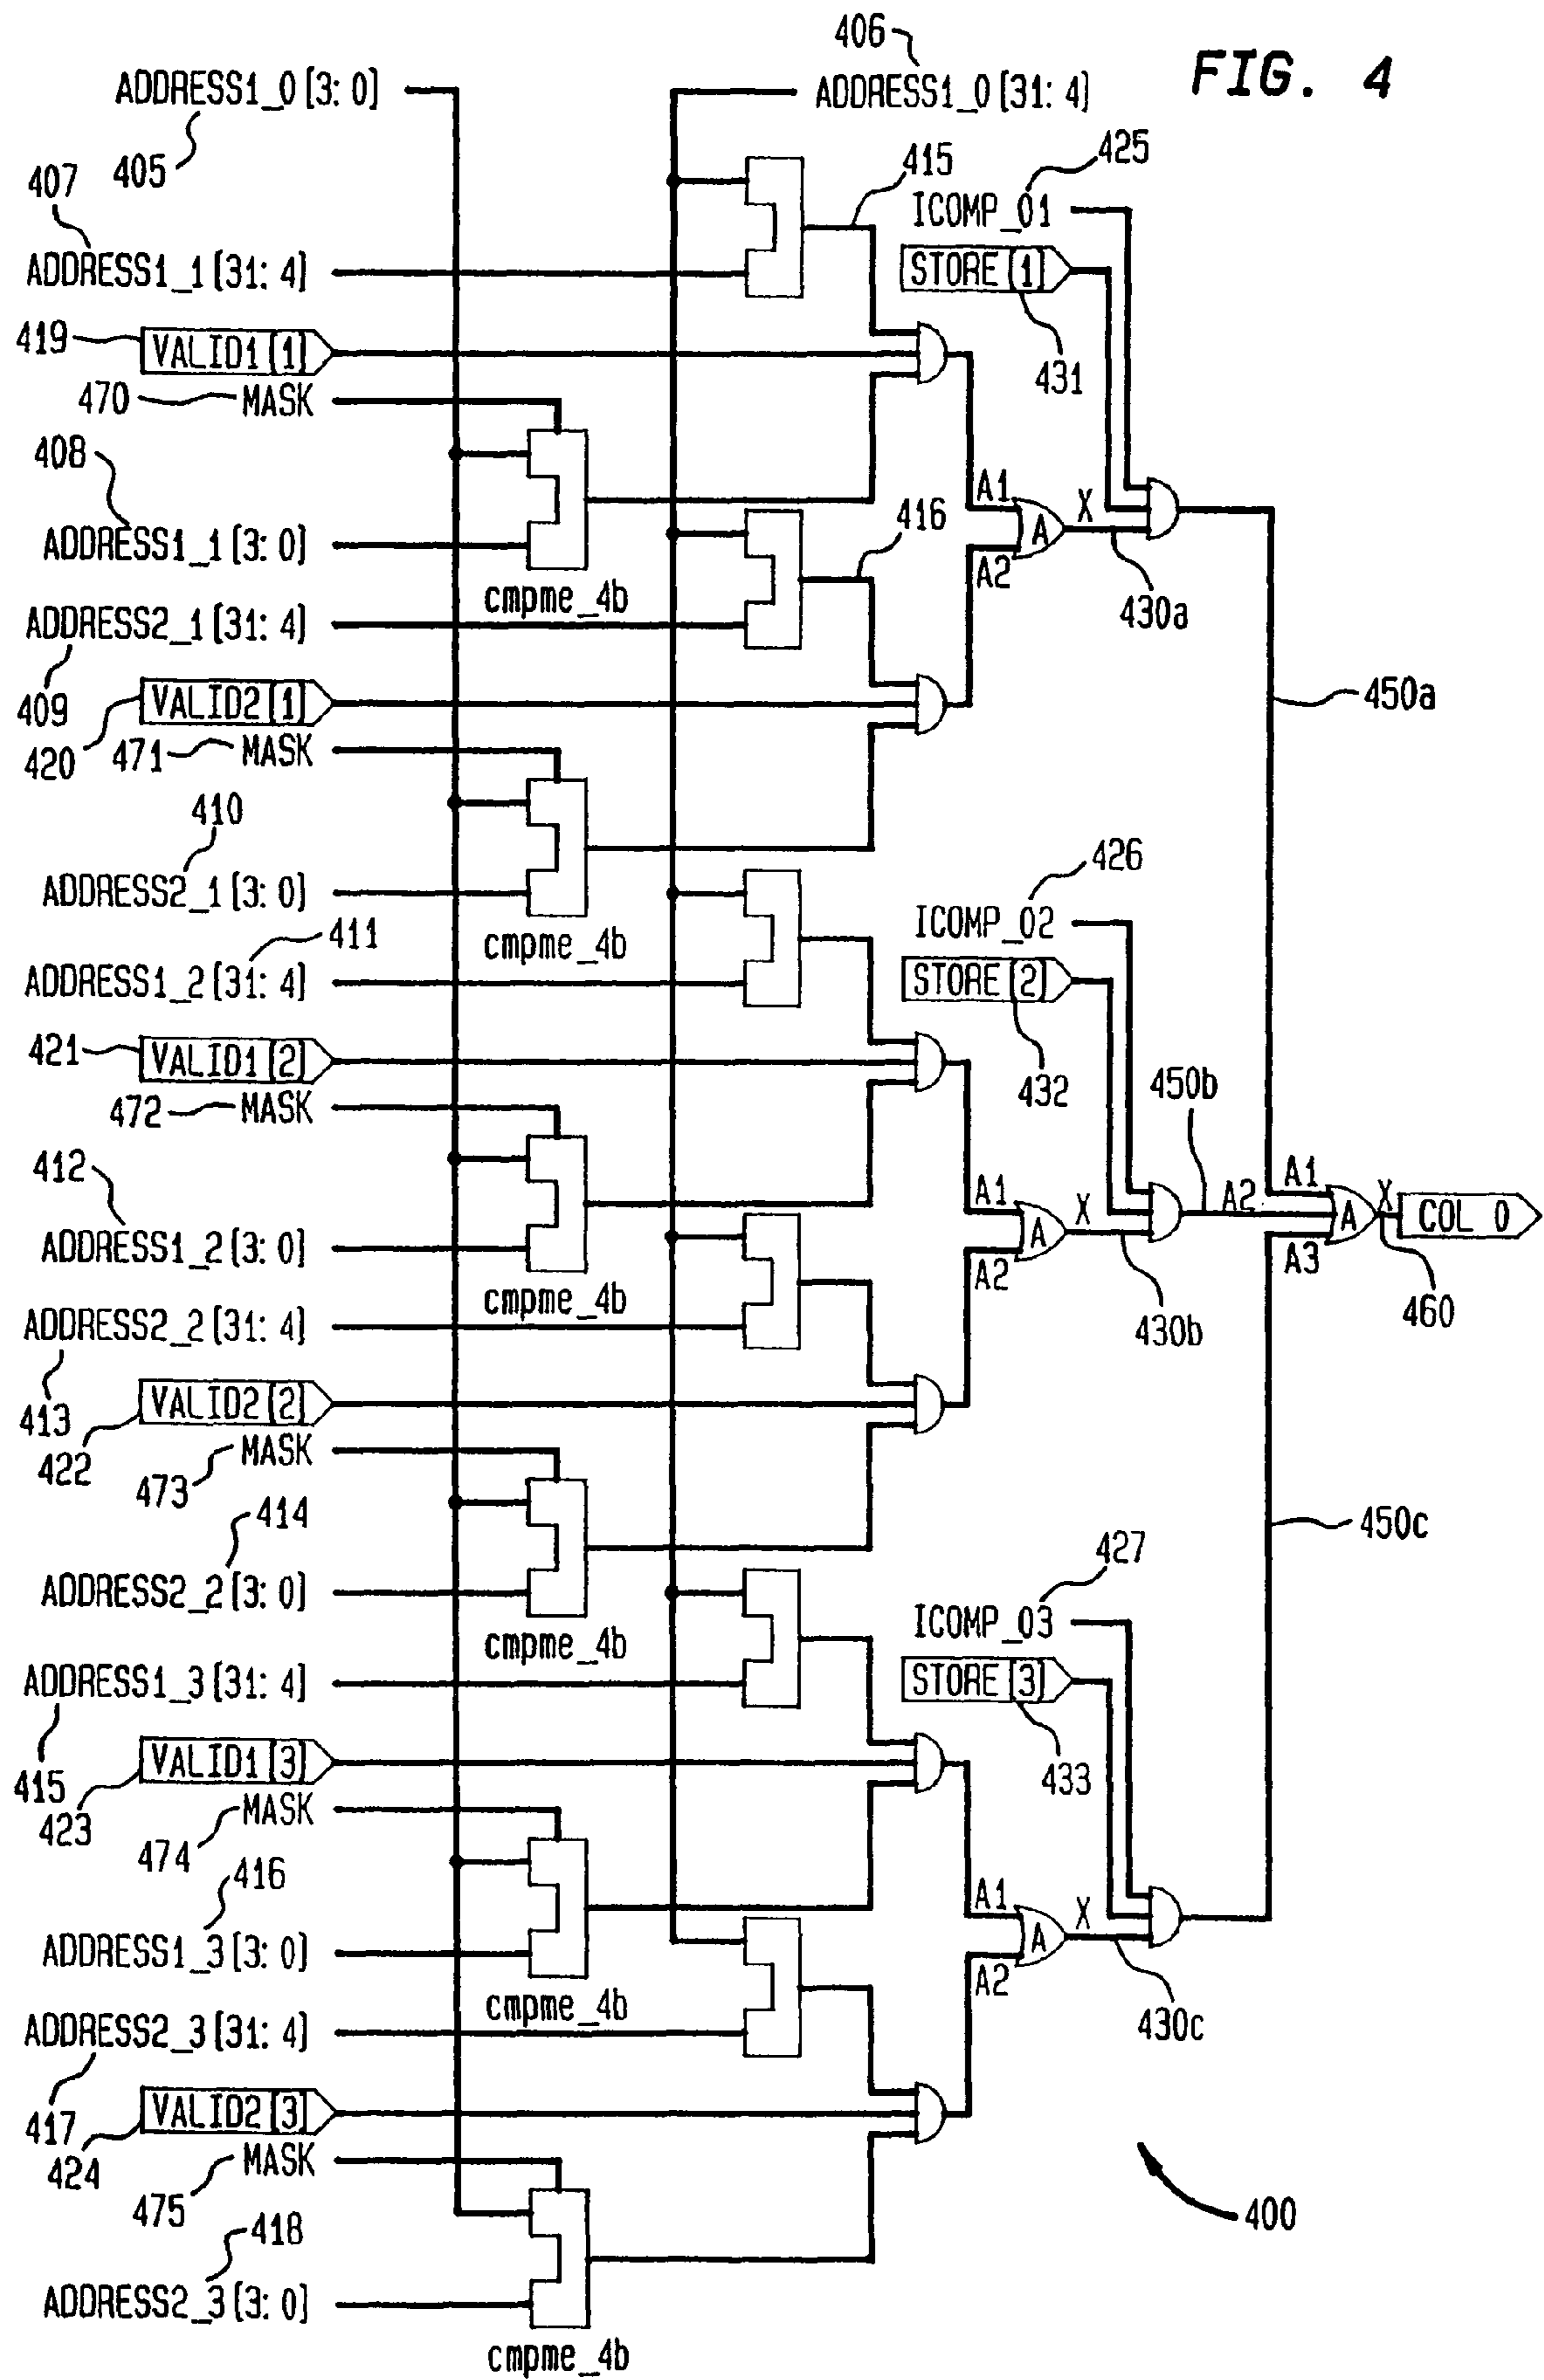 FIG. 4
406
ADDRESS1_0 [3: 0]
ADDRESS1_0 [31: 4]
405
407
415
425
ICOMP_01
ADDRESS1_1 [31: 4]
STORE [1]
431
419
VALID1 [1]
470
MASK
408
A1
X
416
A
ADDRESS1_1 [3: 0]
A2
cmpme_4b
430a
ADDRESS2_1 [31: 4]
409
VALID2 [1]
450a
420
471
MASK
410
426
ADDRESS2_1 [3: 0]
ICOMP_02
411
cmpme_4b
ADDRESS1_2 [31: 4]
STORE [2]
432
421
VALID1 [2]
450b
472
MASK
412
A1
X
A1
A2
X
A
A
COL 0
ADDRESS1_2 [3: 0]
A2
A3
cmpme_4b
430b
460
ADDRESS2_2 [31: 4]
413
VALID2 [2]
422
MASK
473
414
450c
427
ADDRESS2_2 [3: 0]
ICOMP_03
cmpme_4b
ADDRESS1_3 [31: 4]
STORE [3]
433
415
VALID1 [3]
423
MASK
474
416
A1
X
A
ADDRESS1_3 [3: 0]
A2
cmpme_4b
430c
ADDRESS2_3 [31: 4]
417
VALID2 [3]
424
MASK
475
400
418
ADDRESS2_3 [3: 0]
cmpme_4b